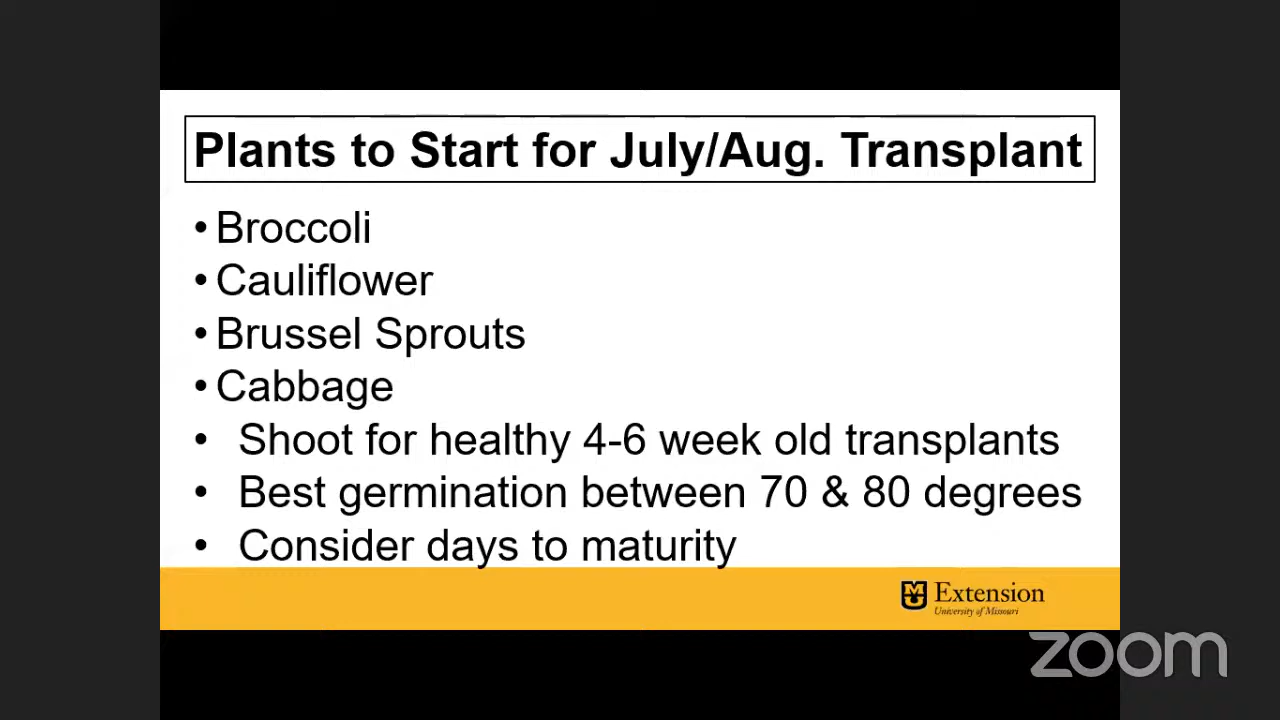 Plants to Start for July/Aug. Transplant
•Broccoli
•Cauliflower
•Brussel Sprouts
•Cabbage
• Shoot for healthy 4-6 week old transplants
• Best germination between 70 & 80 degrees
• Consider days to maturity
MU
Extension
University of Missouri
zoom